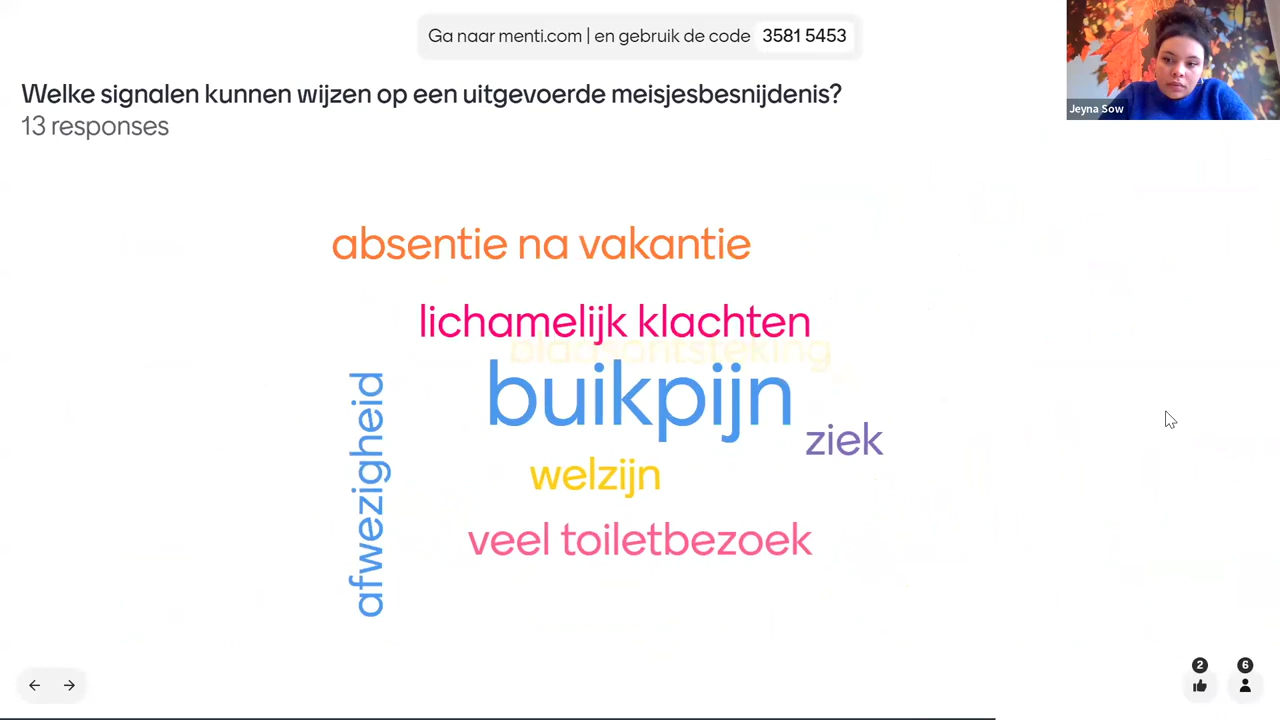 Ga naar menti.com | en gebruik de code 3581 5453
Jeyna Sow
Welke signalen kunnen wijzen op een uitgevoerde meisjesbesnijdenis?
13 responses
absentie na vakantie
lichamelijk klachten
blaasontsteking
buikpijn
ziek
afwezigheid
welzijn
veel toiletbezoek
2
6